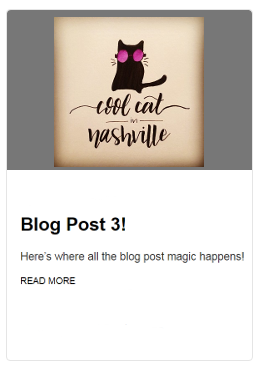 cool cat
in
nashville
Blog Post 3!
Here's where all the blog post magic happens!
READ MORE